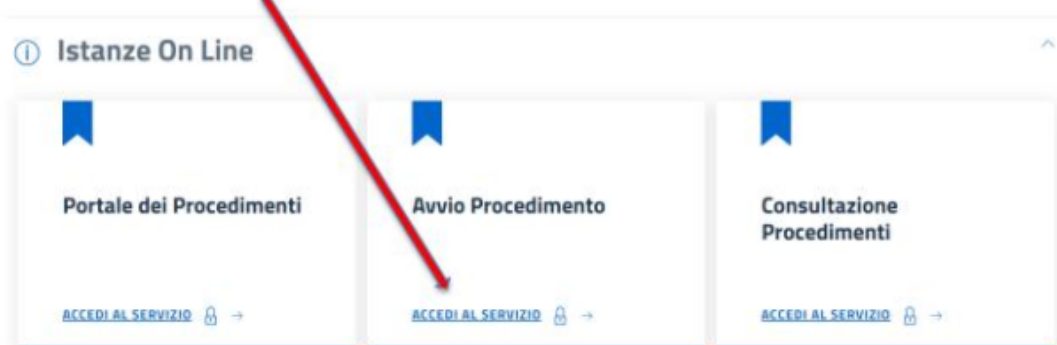 Istanze On Line
Portale dei Procedimenti
Avvio Procedimento
Consultazione
Procedimenti
ACCEDI AL SERVIZIO
ACCEDI AL SERVIZIO
ACCEDI AL SERVIZIO